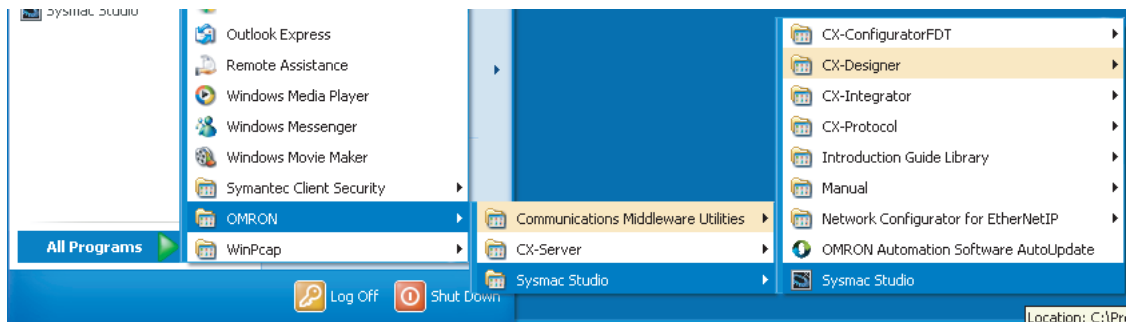 Sysmac Studio
Outlook Express
Remote Assistance
Windows Media Player
Windows Messenger
Windows Movie Maker
Symantec Client Security
OMRON
WinPcap
All Programs
Log Off
Shut Down
Communications Middleware Utilities
CX-Server
Sysmac Studio
CX-ConfiguratorFDT
CX-Designer
CX-Integrator
CX-Protocol
Introduction Guide Library
Manual
Network Configurator for EtherNetIP
OMRON Automation Software AutoUpdate
Sysmac Studio
Location: C:\Pr